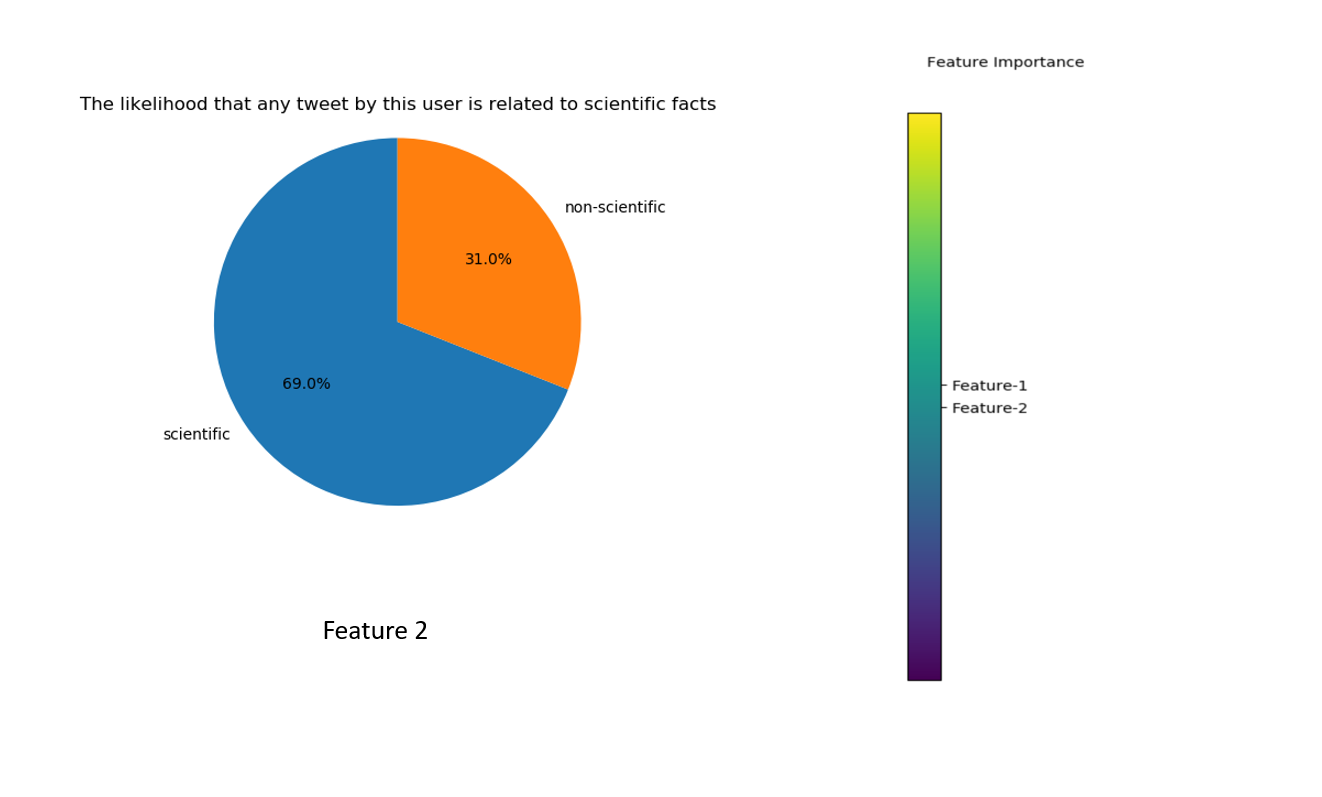 The likelihood that any tweet by this user is related to scientific facts
non-scientific
31.0%
69.0%
scientific
Feature 2
Feature Importance
Feature-1
Feature-2